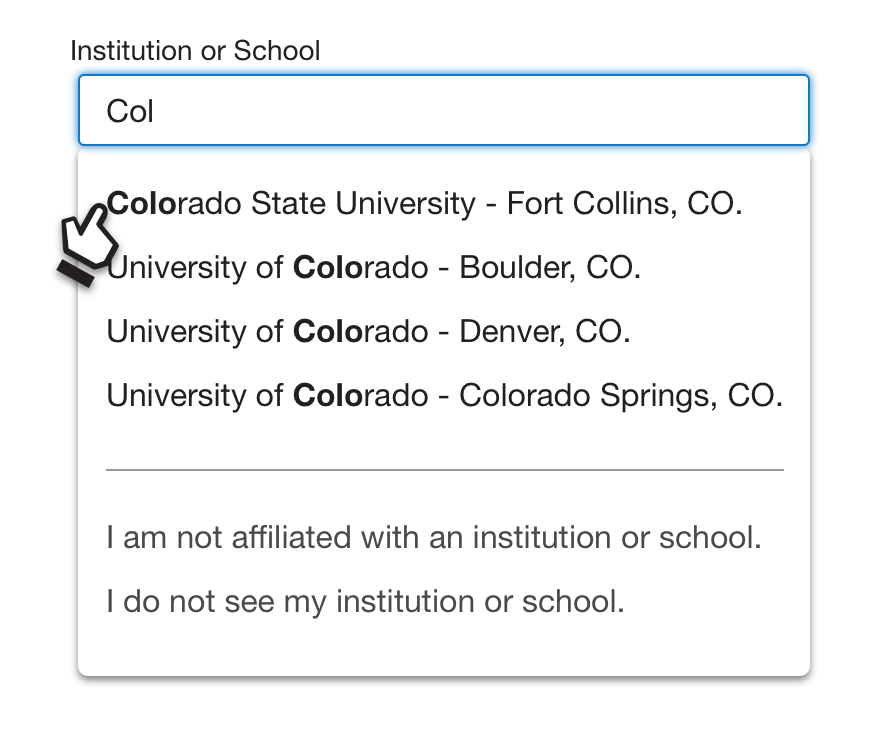 Institution or School
Col
Colorado State University - Fort Collins, CO.
University of Colorado - Boulder, CO.
University of Colorado - Denver, CO.
University of Colorado - Colorado Springs, CO.
I am not affiliated with an institution or school.
I do not see my institution or school.